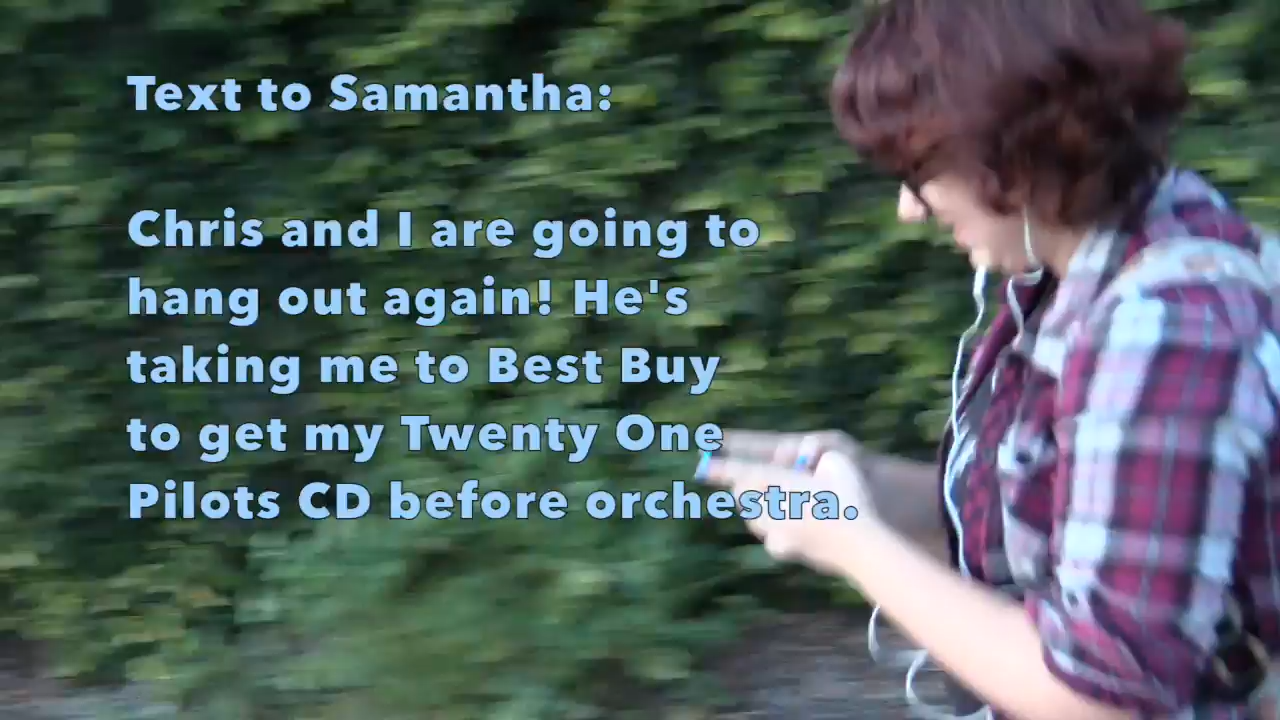 Text to Samantha:
Chris and I are going to
hang out again! He's
taking me to Best Buy
to get my Twenty One
Pilots CD before orchestra.